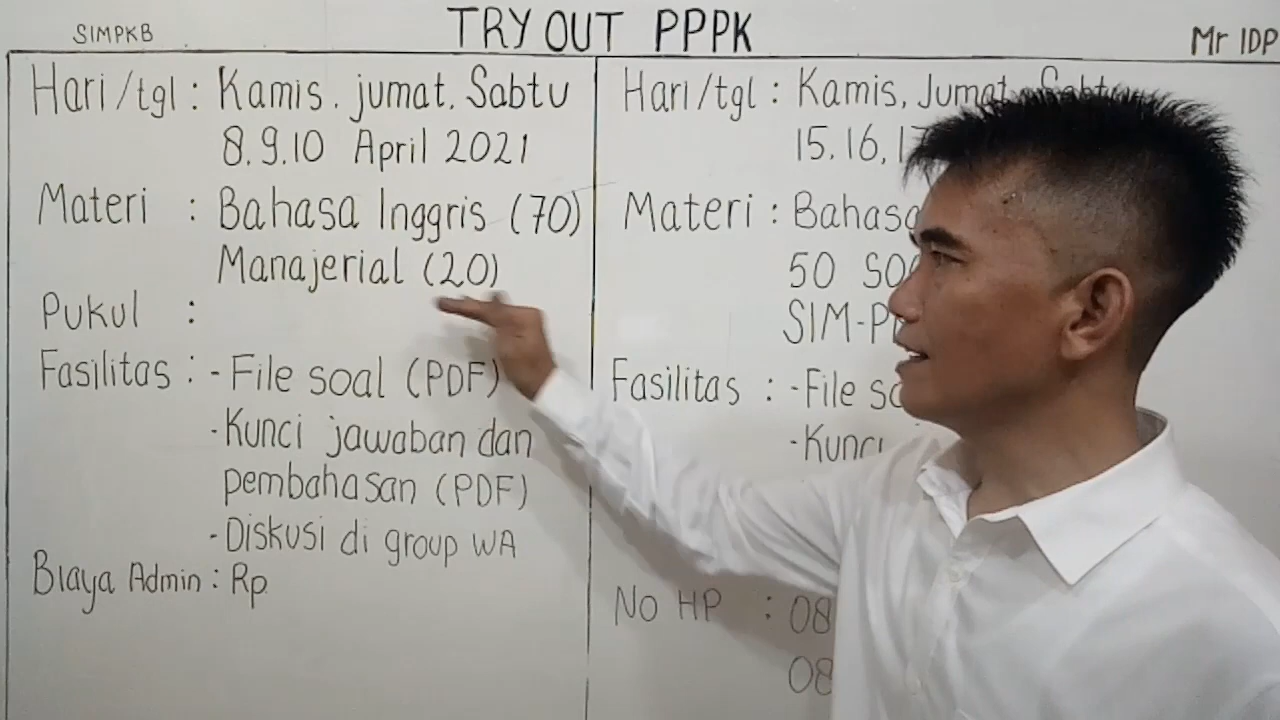 SIMPKB
TRY OUT PPPK
Mr IDP
Hari/tgl : Kamis. jumat. Sabtu
8.9.10 April 2021
Materi : Bahasa Inggris (70)
Manajerial (20)
Pukul :
Fasilitas : - File soal (PDF)
- Kunci jawaban dan
pembahasan (PDF)
- Diskusi di group WA
Biaya Admin : Rp
Hari/tgl : Kamis, Jumat, Sabtu
15.16.
Materi : Bahasa
50
Fasilitas : - File
- Kunci
No HP : 08
08